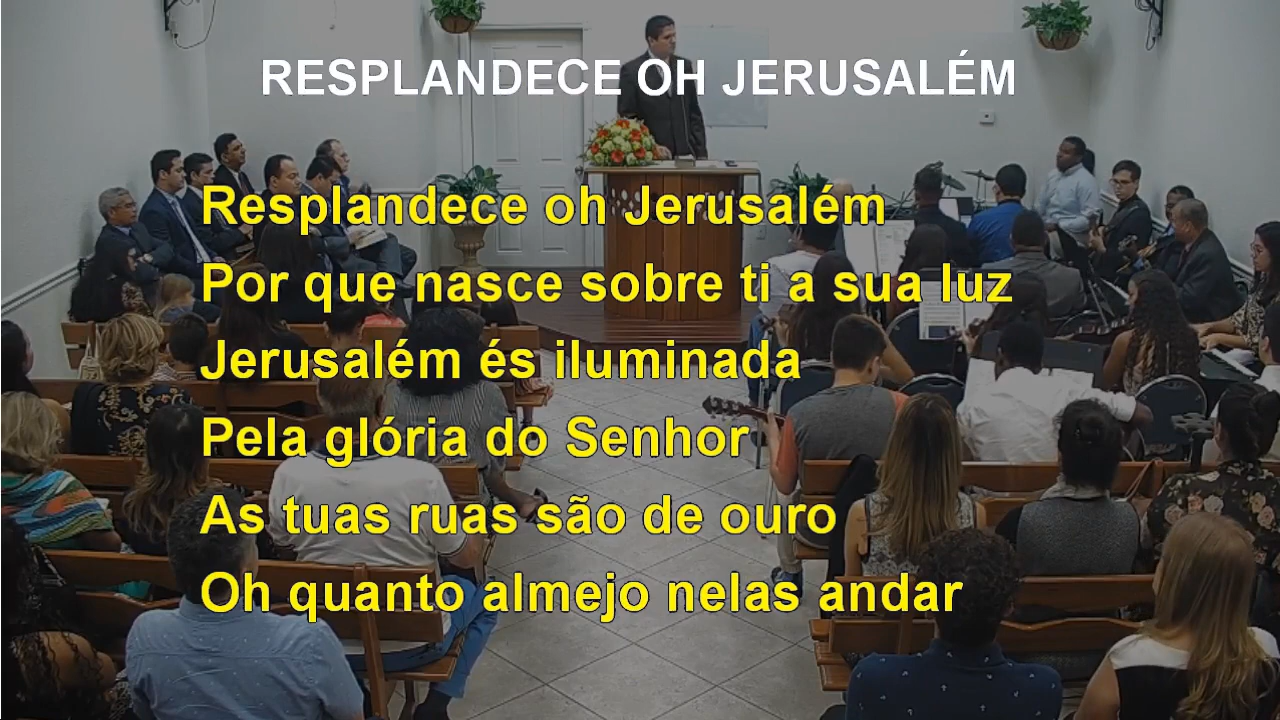 RESPLANDECE OH JERUSALÉM
Resplandece oh Jerusalém
Por que nasce sobre ti a sua luz
Jerusalém és iluminada
Pela glória do Senhor
As tuas ruas são de ouro
Oh quanto almejo nelas andar